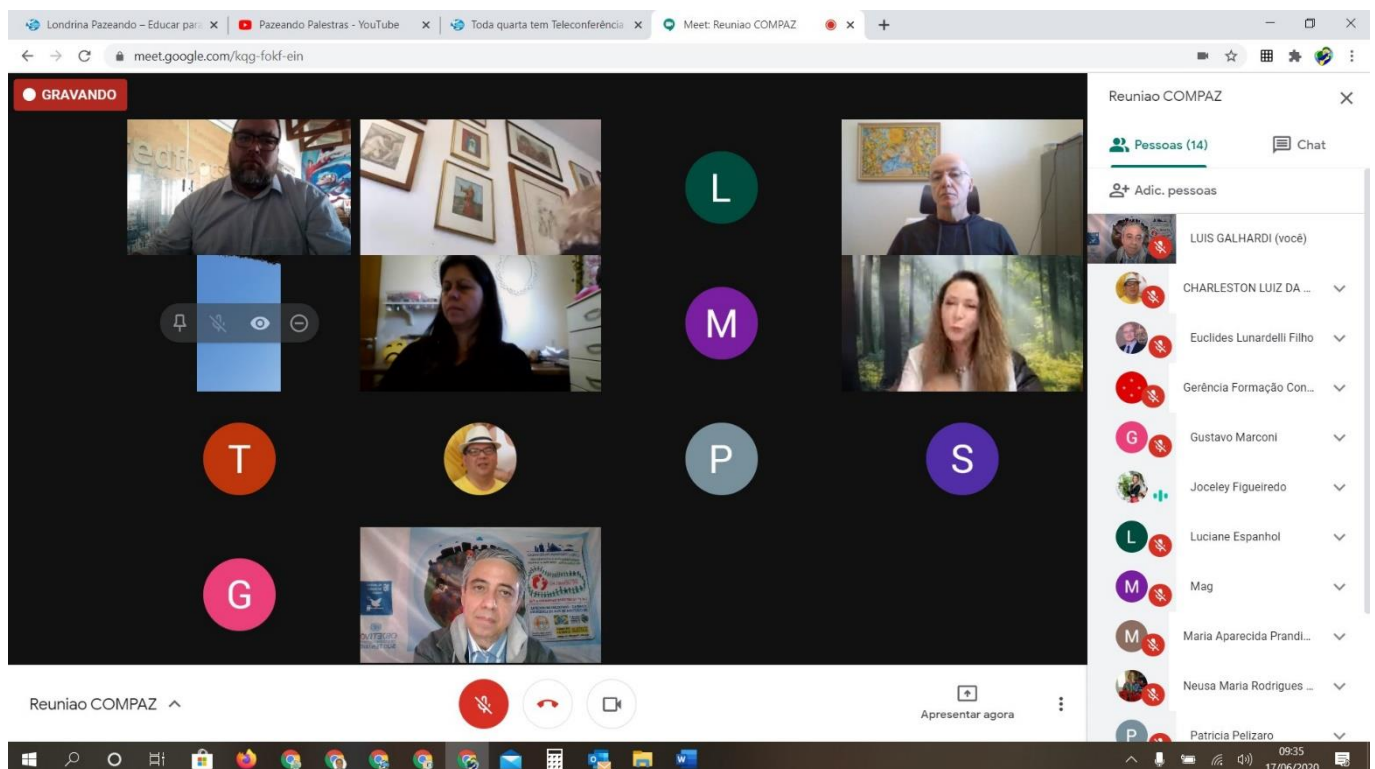 Londrina Pazeando – Educar para
Pazeando Palestras - YouTube
Toda quarta tem Teleconferência
Meet: Reuniao COMPAZ
meet.google.com/kqg-fokf-ein
GRAVANDO
Reuniao COMPAZ
Pessoas (14)
Chat
Adic. pessoas
L
M
T
P
S
G
LUIS GALHARDI (você)
CHARLESTON LUIZ DA ...
Euclides Lunardelli Filho
Gerência Formação Con...
G
Gustavo Marconi
Joceley Figueiredo
L
Luciane Espanhol
M
Mag
M
Maria Aparecida Prandi...
Neusa Maria Rodrigues ...
P
Patricia Pelizaro
Reuniao COMPAZ
Apresentar agora
09:35
17/06/2020